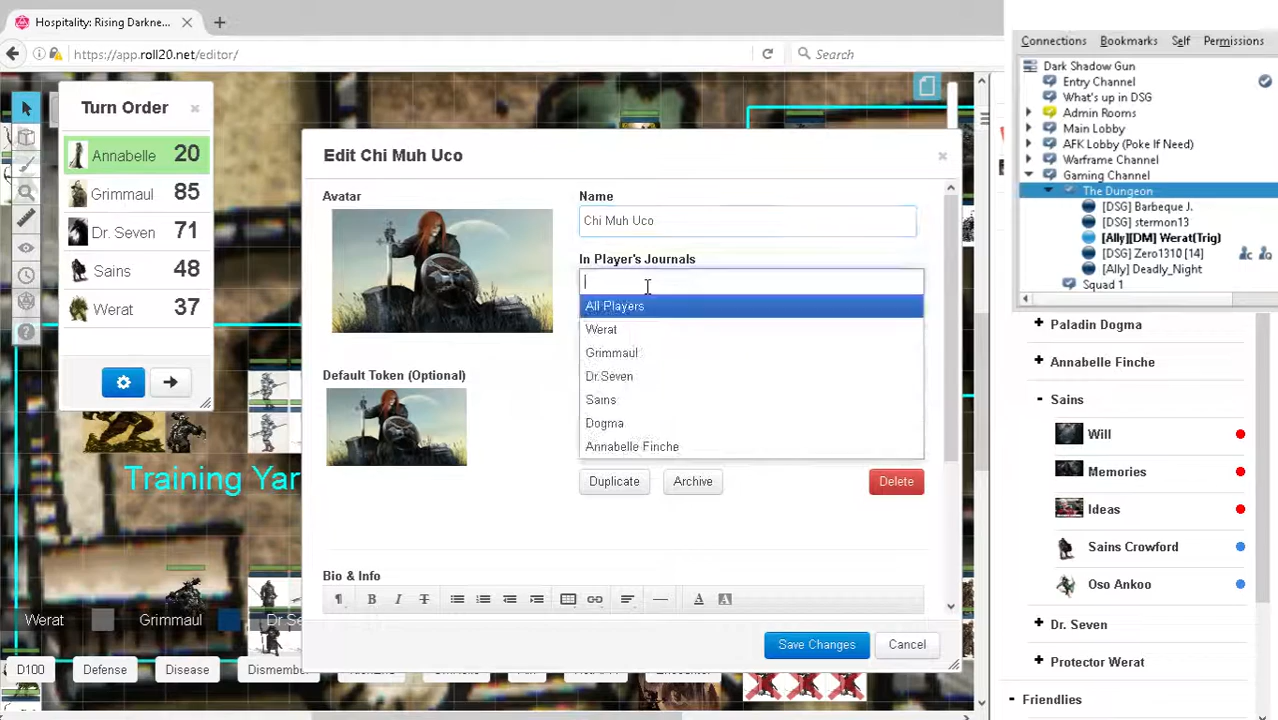 Hospitality: Rising Darkne...
https://app.roll20.net/editor/
Search
Turn Order
Annabelle 20
Grimmaul 85
Dr. Seven 71
Sains 48
Werat 37
Training Yar
Werat
Grimmaul
Dr Se
D100
Defense
Disease
Dismember
Edit Chi Muh Uco
Avatar
Default Token (Optional)
Name
Chi Muh Uco
In Player's Journals
All Players
Werat
Grimmaul
Dr.Seven
Sains
Dogma
Annabelle Finche
Duplicate
Archive
Delete
Bio & Info
Save Changes
Cancel
Connections Bookmarks Self Permissions
Dark Shadow Gun
Entry Channel
What's up in DSG
Admin Rooms
Main Lobby
AFK Lobby (Poke If Need)
Warframe Channel
Gaming Channel
The Dungeon
[DSG] Barbeque J.
[DSG] stermon13
[Ally][DM] Werat(Trig)
[DSG] Zero1310 [14]
[Ally] Deadly_Night
Squad 1
Paladin Dogma
Annabelle Finche
Sains
Will
Memories
Ideas
Sains Crowford
Oso Ankoo
Dr. Seven
Protector Werat
Friendlies